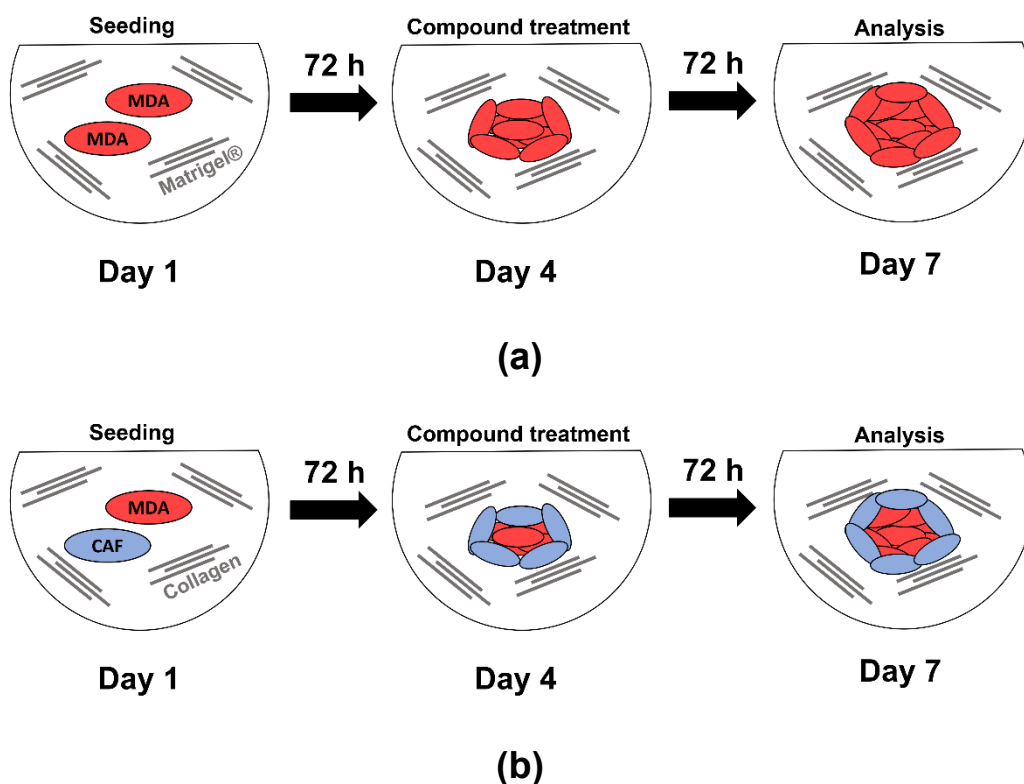 Seeding
Compound treatment
Analysis
72 h
72 h
MDA
MDA
Matrigel®
Day 1
Day 4
Day 7
(a)
Seeding
Compound treatment
Analysis
72 h
72 h
MDA
CAF
Collagen
Day 1
Day 4
Day 7
(b)